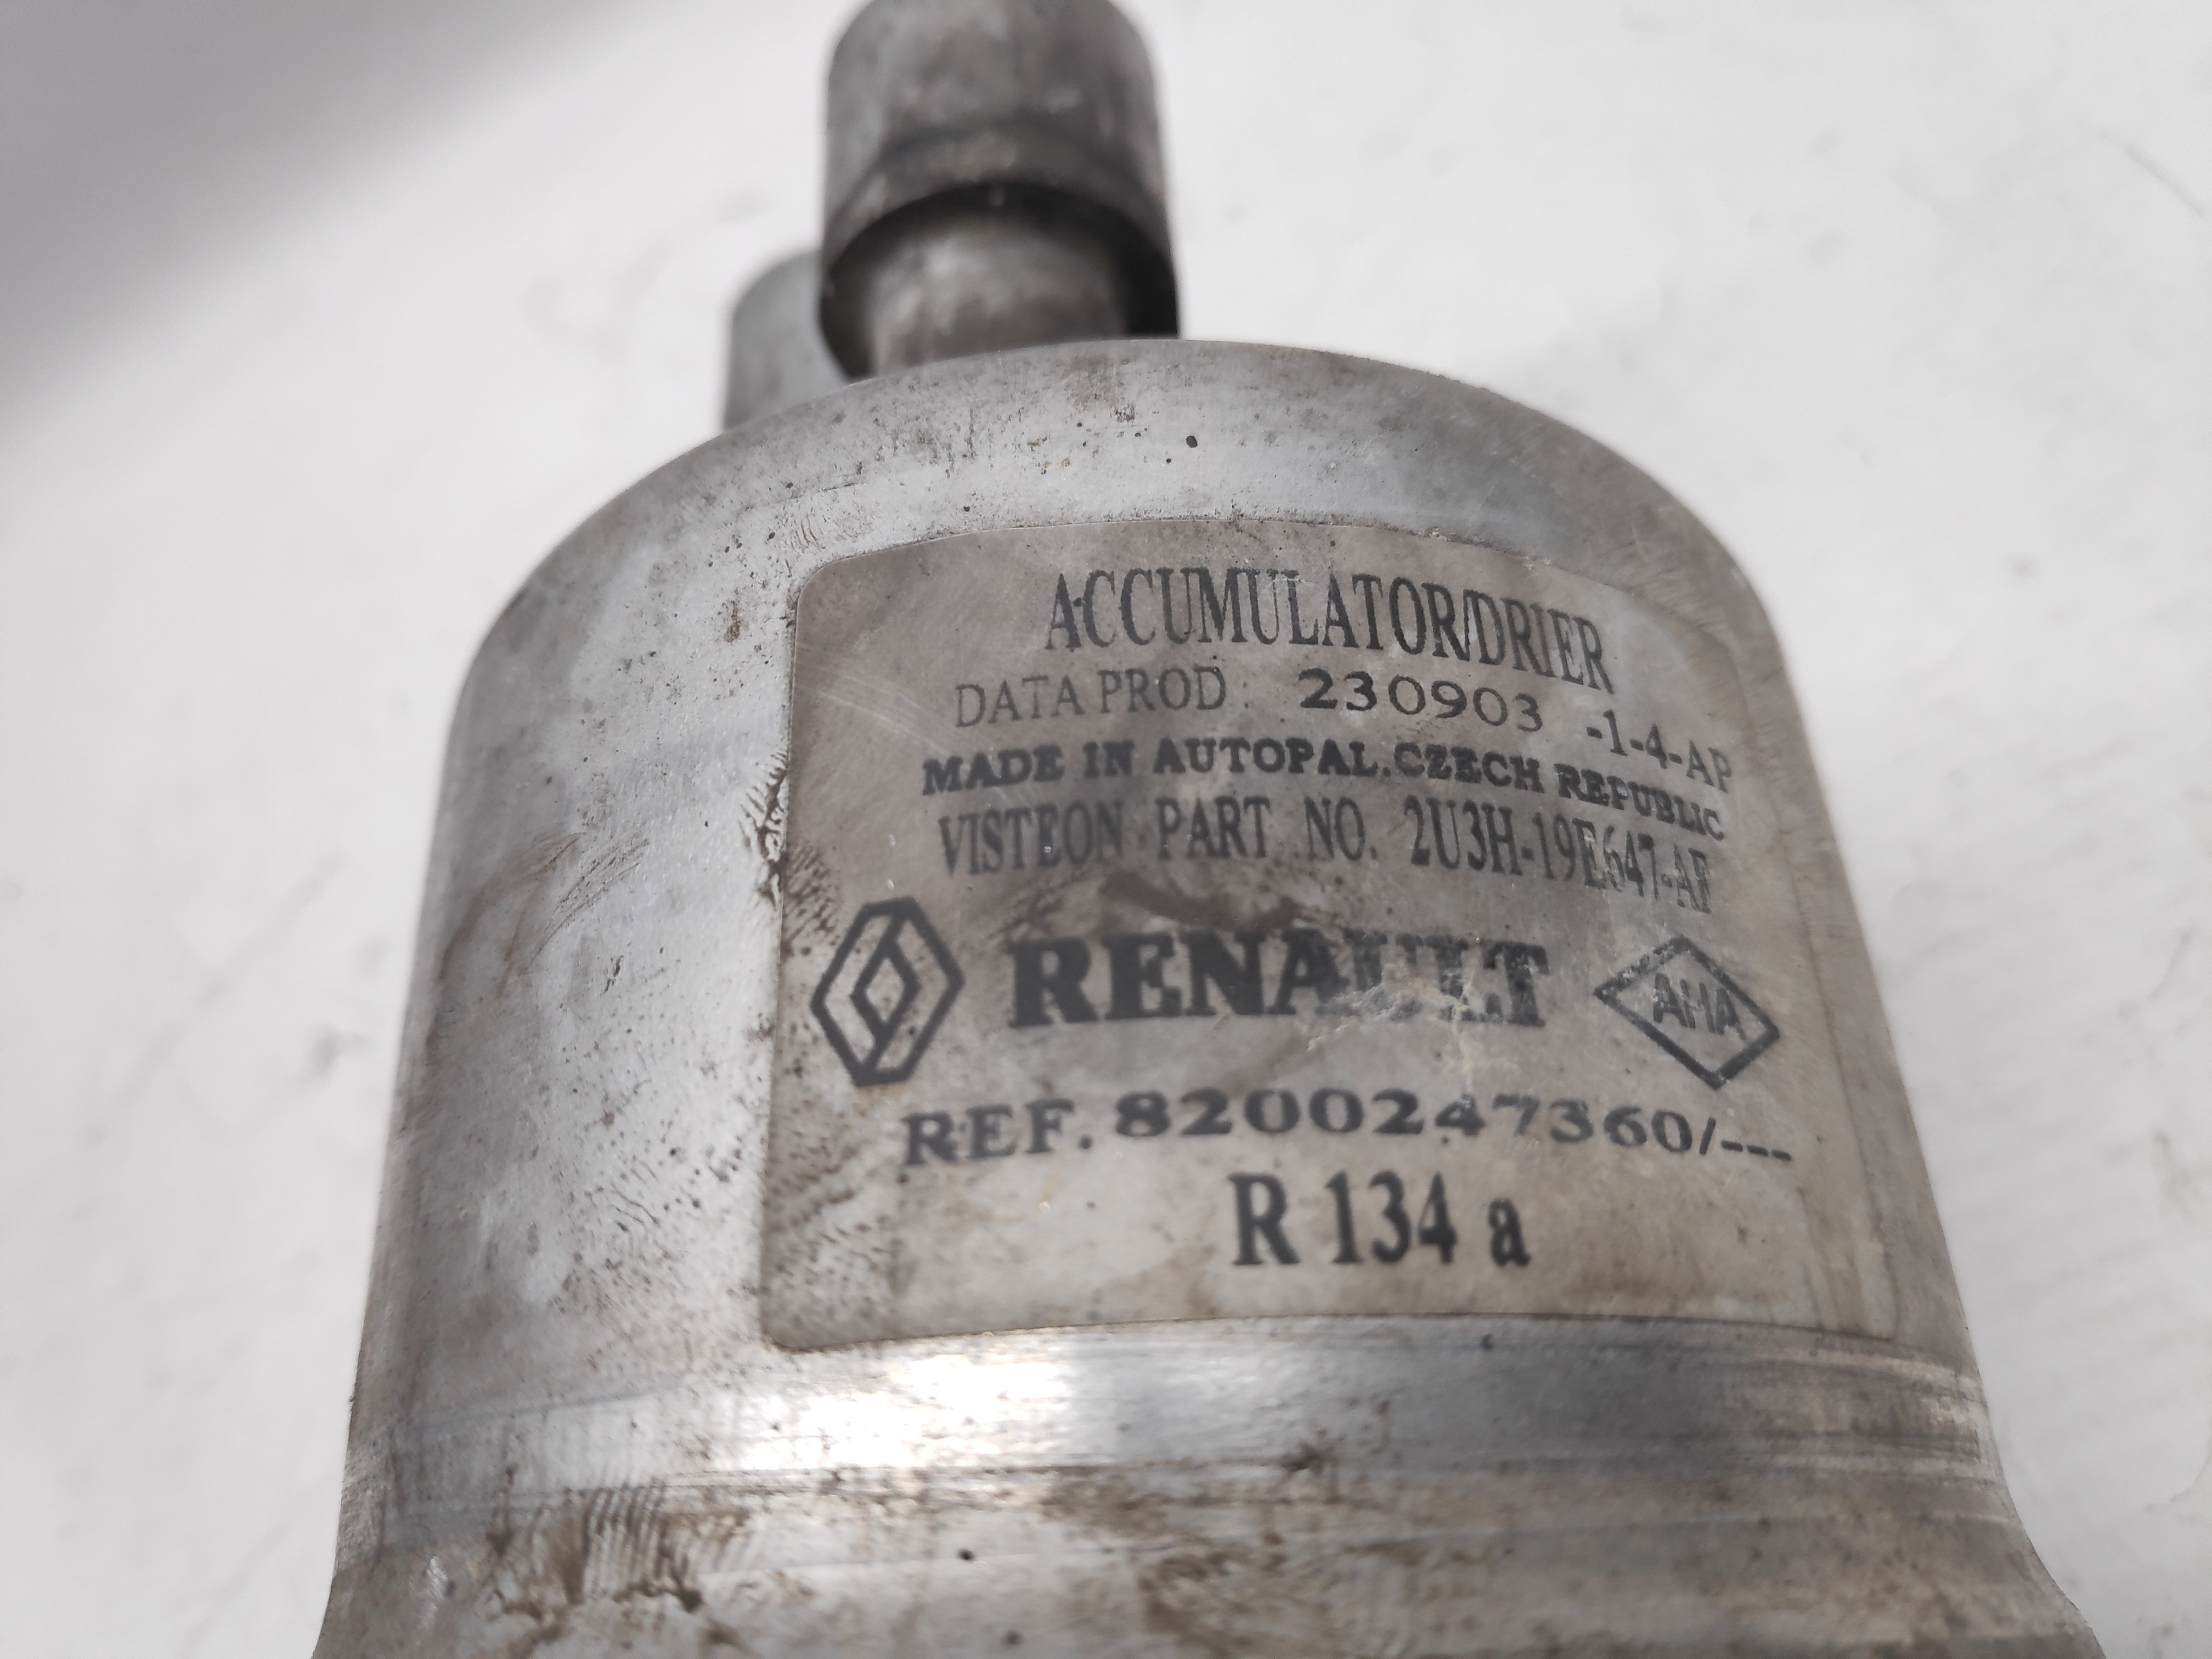 ACCUMULATOR/DRIER
DATA PROD : 230903 -1-4-AP
MADE IN AUTOPAL.CZECH REPUBLIC
VISTEON PART NO. 2U3H-19E647-AF
RENAULT AHA
REF. 8200247360/---
R 134 a